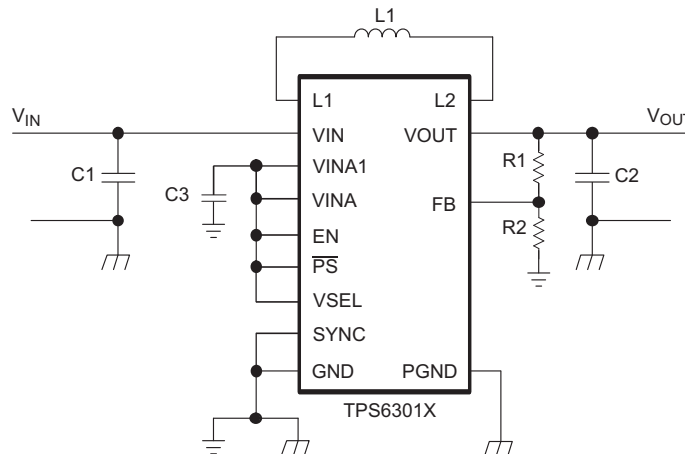 L1
L1 L2
VIN VOUT
VIN VOUT
R1
C1 VINA1 C2
C3
VINA FB
R2
EN
PS
VSEL
SYNC
GND PGND
TPS6301X